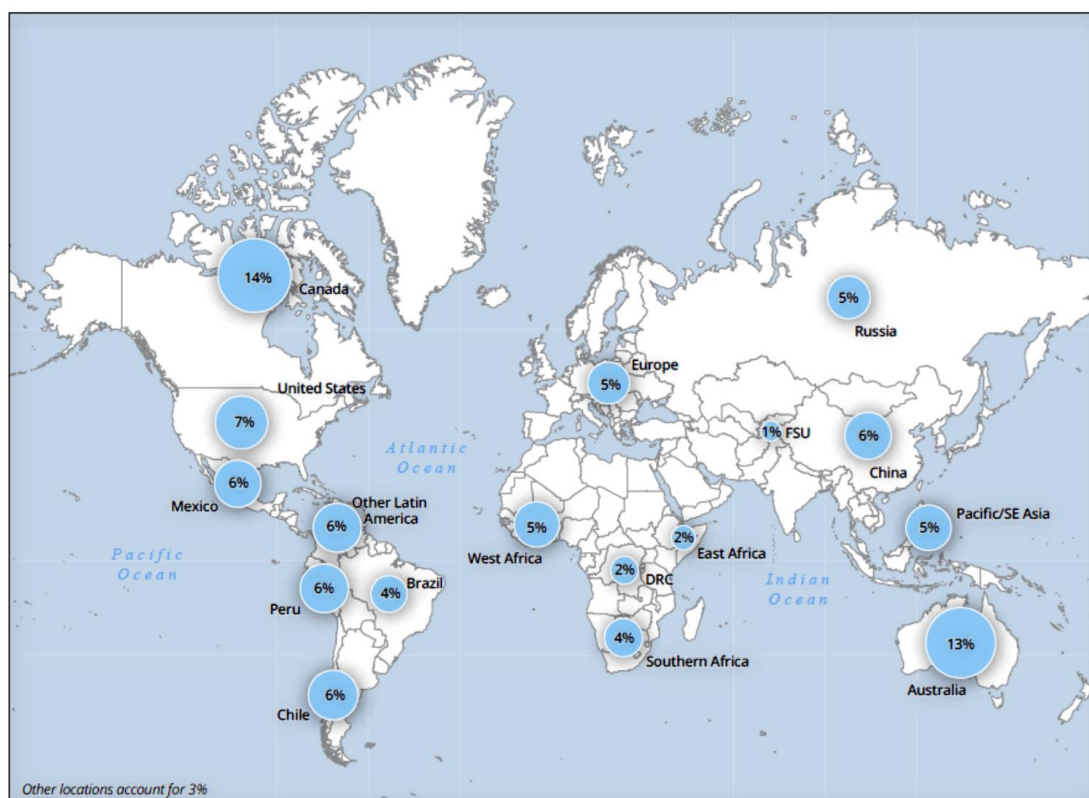 14%
Canada
5%
Russia
Europe
5%
United States
7%
1%
FSU
6%
China
Atlantic
Ocean
6%
Mexico
Other Latin
America
6%
5%
West Africa
2%
East Africa
5%
Pacific/SE Asia
Pacific
Ocean
6%
Peru
4%
Brazil
2%
DRC
Indian
Ocean
4%
Southern Africa
13%
Australia
6%
Chile
Other locations account for 3%